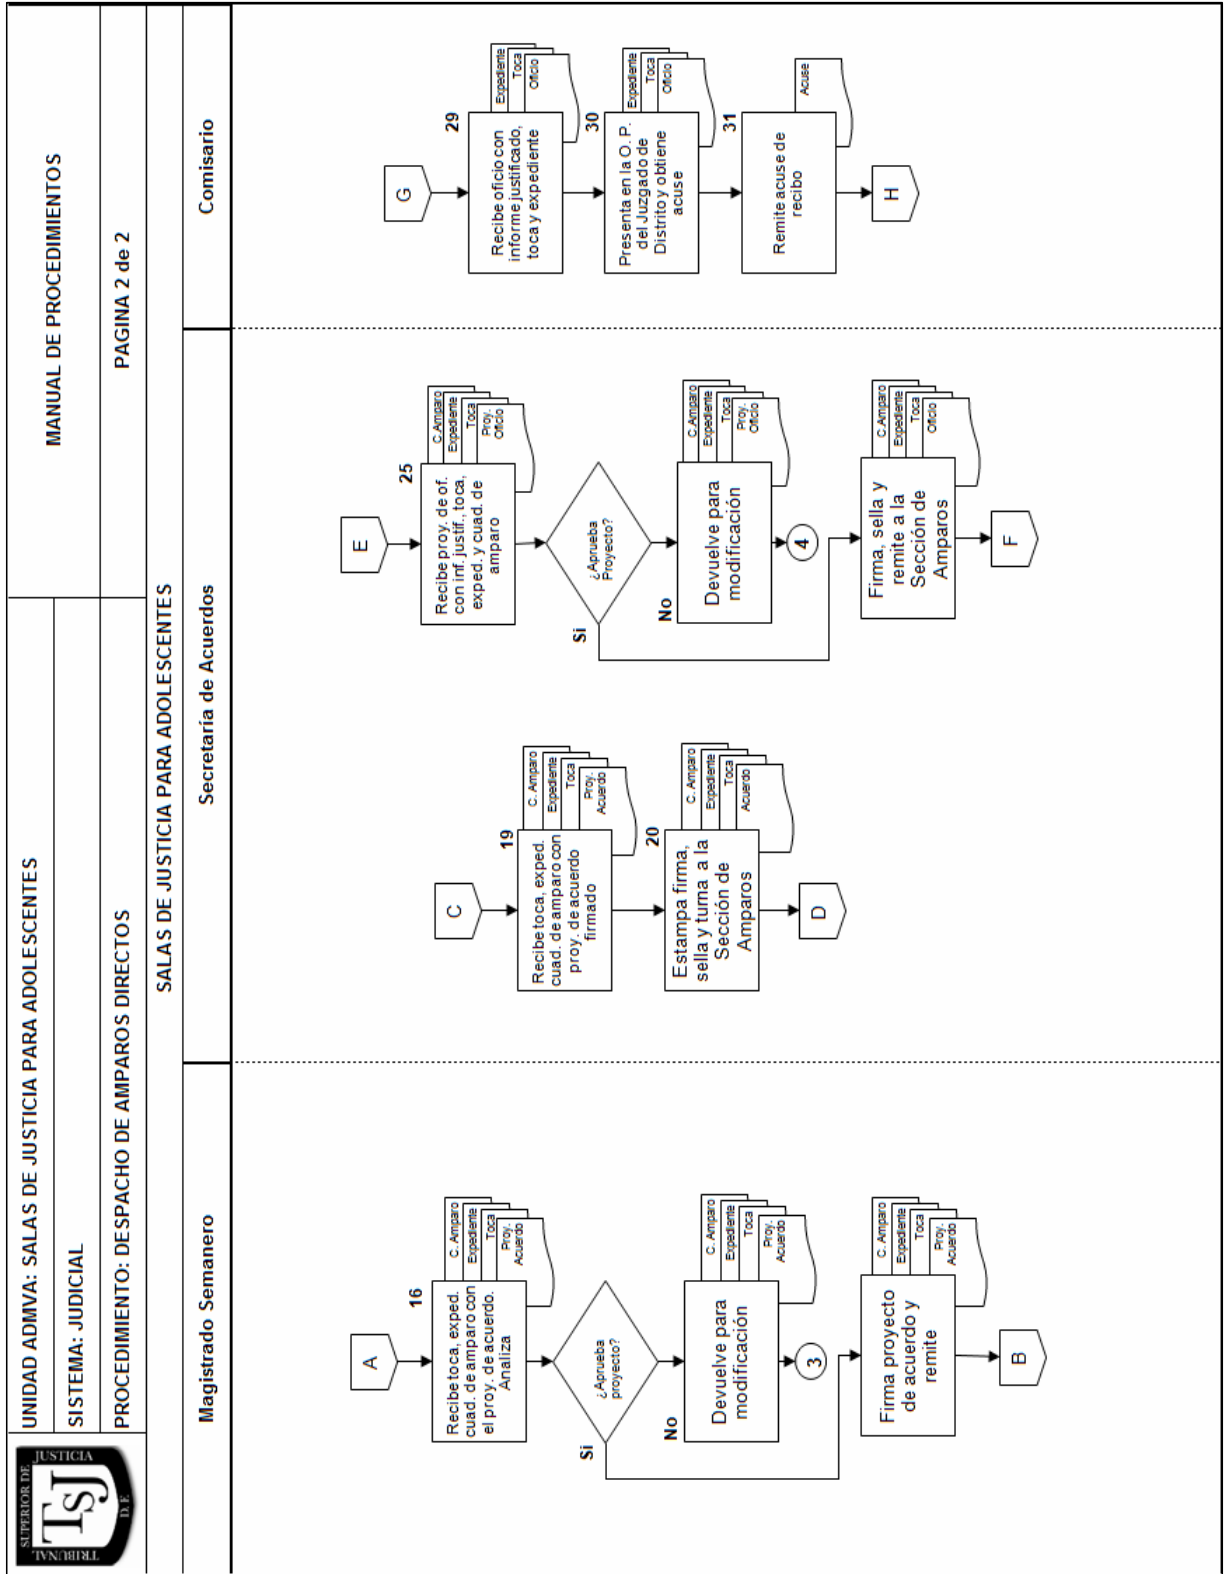 TRIBUNAL
SUPERIOR DE
JUSTICIA
TSJ
D. F.
UNIDAD ADMVA: SALAS DE JUSTICIA PARA ADOLESCENTES
MANUAL DE PROCEDIMIENTOS
SISTEMA: JUDICIAL
PROCEDIMIENTO: DESPACHO DE AMPAROS DIRECTOS
PAGINA 2 de 2
SALAS DE JUSTICIA PARA ADOLESCENTES
Magistrado Semanero
Secretaría de Acuerdos
Comisario
A
16
Recibe toca, exped.
cuad. de amparo con
el proy. de acuerdo.
Analiza
C. Amparo
Expediente
Toca
Proy.
Acuerdo
¿Aprueba
proyecto?
Si
No
Devuelve para
modificación
C. Amparo
Expediente
Toca
Proy.
Acuerdo
3
Firma proyecto
de acuerdo y
remite
C. Amparo
Expediente
Toca
Proy.
Acuerdo
B
C
19
Recibe toca, exped.
cuad. de amparo con
proy. de acuerdo
firmado
C. Amparo
Expediente
Toca
Proy.
Acuerdo
20
Estampa firma,
sella y turna a la
Sección de
Amparos
C. Amparo
Expediente
Toca
Acuerdo
D
E
25
Recibe proy. de of.
con inf. justif., toca,
exped. y cuad. de
amparo
C.Amparo
Expediente
Toca
Proy.
Oficio
¿Aprueba
Proyecto?
Si
No
Devuelve para
modificación
C.Amparo
Expediente
Toca
Proy.
Oficio
4
Firma, sella y
remite a la
Sección de
Amparos
C.Amparo
Expediente
Toca
Oficio
F
G
29
Recibe oficio con
informe justificado,
toca y expediente
Expediente
Toca
Oficio
30
Presenta en la O. P.
del Juzgado de
Distrito y obtiene
acuse
Expediente
Toca
Oficio
31
Remite acuse de
recibo
Acuse
H